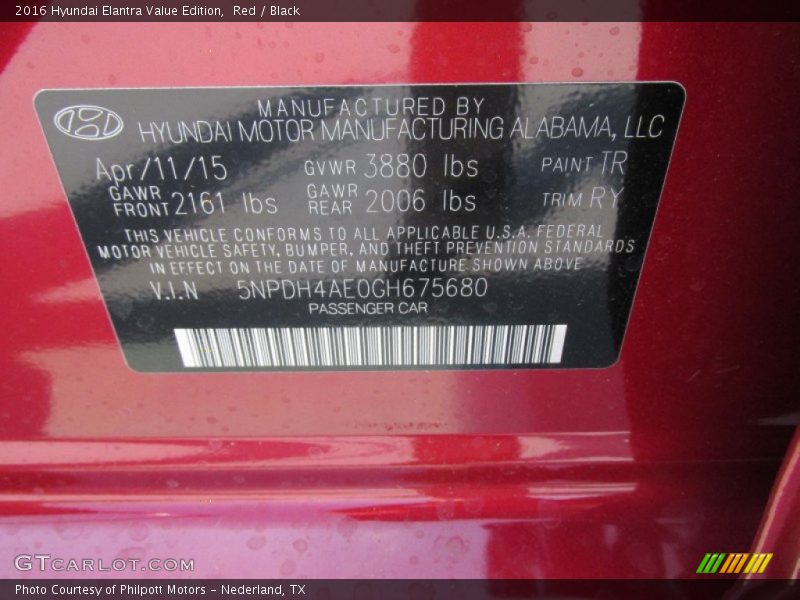 2016 Hyundai Elantra Value Edition,  Red / Black
MANUFACTURED BY
HYUNDAI MOTOR MANUFACTURING ALABAMA, LLC
Apr/11/15 GVWR 3880 lbs PAINT TR
GAWR FRONT 2161 lbs GAWR REAR 2006 lbs TRIM RY
THIS VEHICLE CONFORMS TO ALL APPLICABLE U.S.A. FEDERAL
MOTOR VEHICLE SAFETY, BUMPER, AND THEFT PREVENTION STANDARDS
IN EFFECT ON THE DATE OF MANUFACTURE SHOWN ABOVE
V.I.N 5NPDH4AE0GH675680
PASSENGER CAR
GTCARLOT.COM
Photo Courtesy of Philpott Motors – Nederland, TX